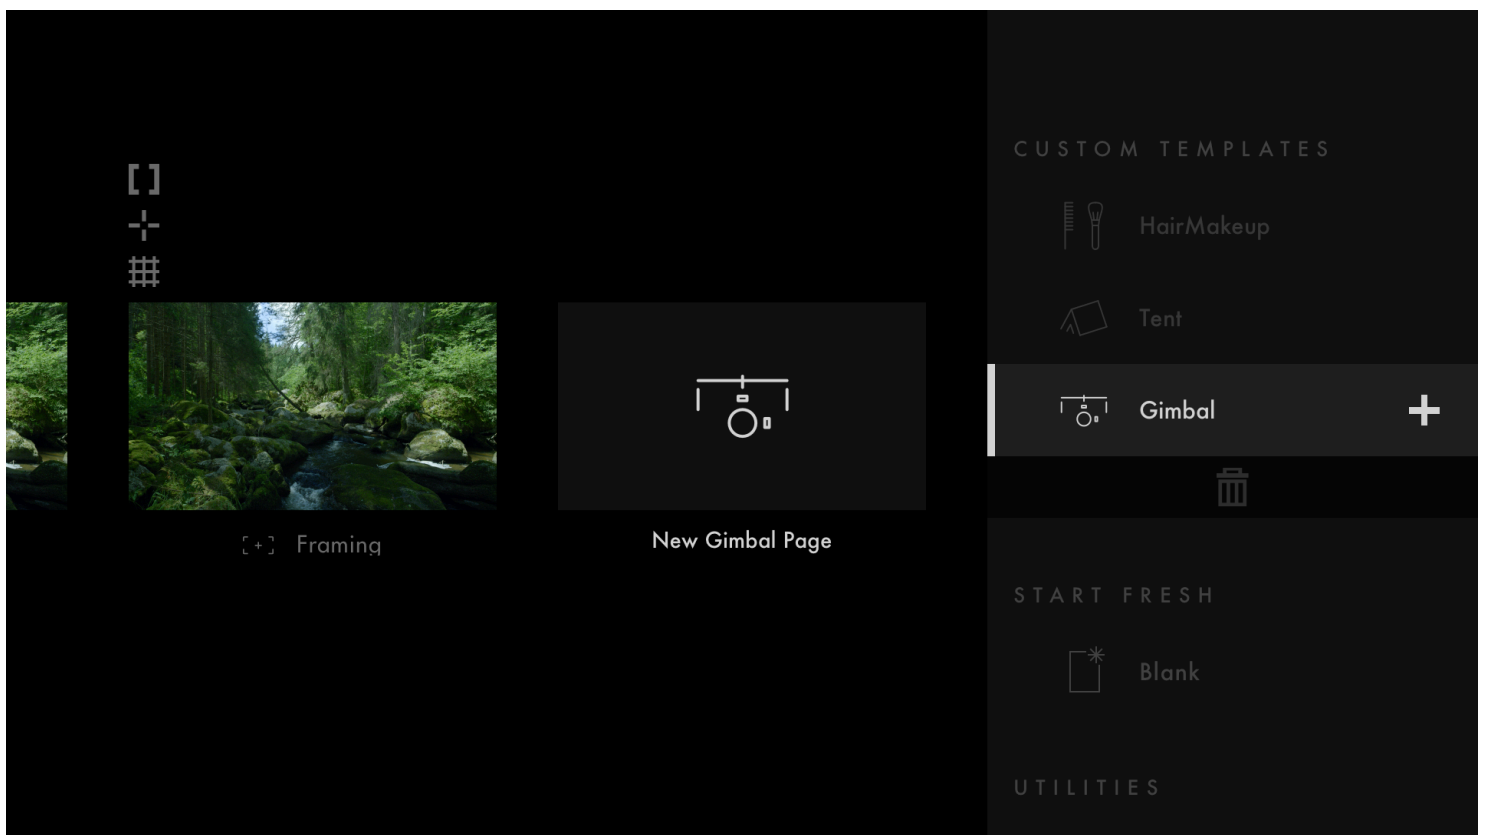 CUSTOM TEMPLATES
HairMakeup
Tent
Gimbal
Framing
New Gimbal Page
START FRESH
Blank
UTILITIES